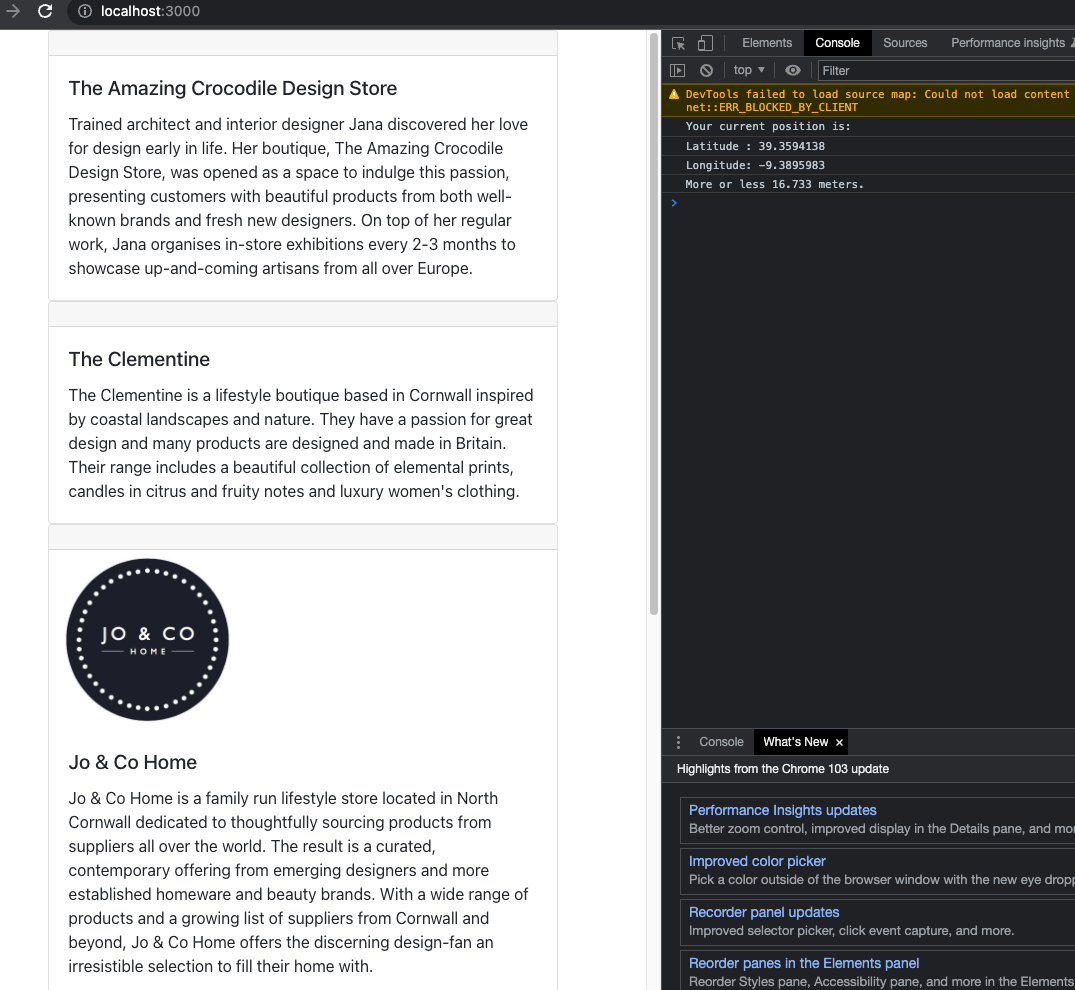 localhost:3000
The Amazing Crocodile Design Store
Trained architect and interior designer Jana discovered her love
for design early in life. Her boutique, The Amazing Crocodile
Design Store, was opened as a space to indulge this passion,
presenting customers with beautiful products from both well-
known brands and fresh new designers. On top of her regular
work, Jana organises in-store exhibitions every 2-3 months to
showcase up-and-coming artisans from all over Europe.
The Clementine
The Clementine is a lifestyle boutique based in Cornwall inspired
by coastal landscapes and nature. They have a passion for great
design and many products are designed and made in Britain.
Their range includes a beautiful collection of elemental prints,
candles in citrus and fruity notes and luxury women's clothing.
JO & CO
HOME
Jo & Co Home
Jo & Co Home is a family run lifestyle store located in North
Cornwall dedicated to thoughtfully sourcing products from
suppliers all over the world. The result is a curated,
contemporary offering from emerging designers and more
established homeware and beauty brands. With a wide range of
products and a growing list of suppliers from Cornwall and
beyond, Jo & Co Home offers the discerning design-fan an
irresistible selection to fill their home with.
Elements Console Sources Performance insights
top Filter
DevTools failed to load source map: Could not load content
net::ERR_BLOCKED_BY_CLIENT
Your current position is:
Latitude : 39.3594138
Longitude: -9.3895983
More or less 16.733 meters.
Console What's New
Highlights from the Chrome 103 update
Performance Insights updates
Better zoom control, improved display in the Details pane, and
Improved color picker
Pick a color outside of the browser window with the new eye
Recorder panel updates
Improved selector picker, click event capture, and more.
Reorder panes in the Elements panel
Reorder Styles pane, Accessibility pane, and more in the Elements